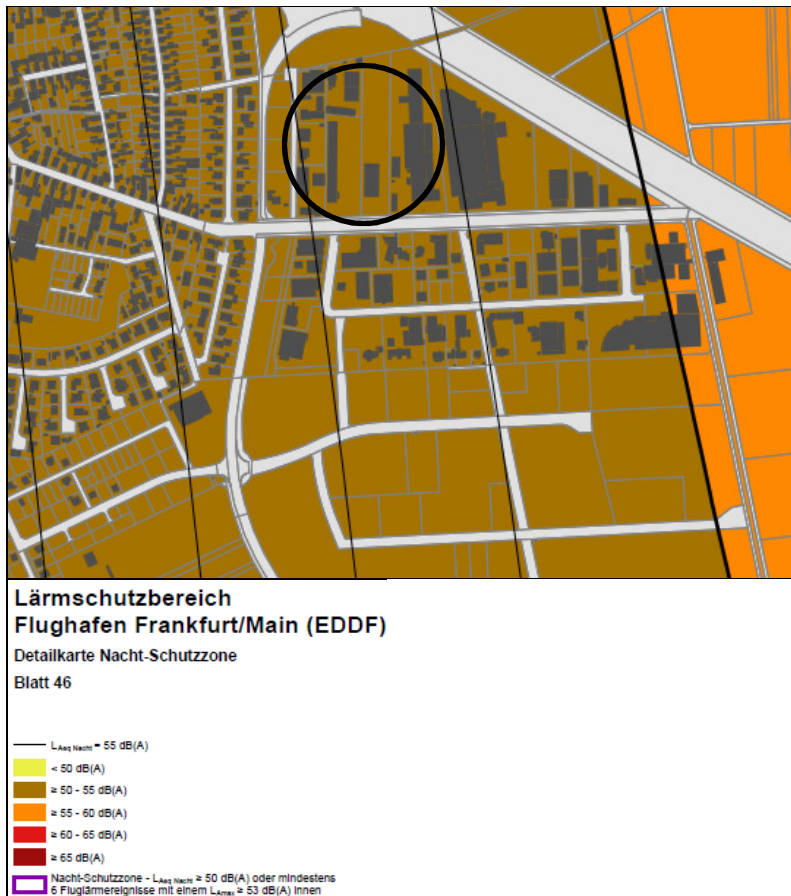 Lärmschutzbereich
Flughafen Frankfurt/Main (EDDF)
Detailkarte Nacht-Schutzzone
Blatt 46
LAeq Nacht = 55 dB(A)
< 50 dB(A)
≥ 50 - 55 dB(A)
≥ 55 - 60 dB(A)
≥ 60 - 65 dB(A)
≥ 65 dB(A)
Nacht-Schutzzone - LAeq Nacht ≥ 50 dB(A) oder mindestens
6 Fluglärmereignisse mit einem LAmax ≥ 53 dB(A) innen